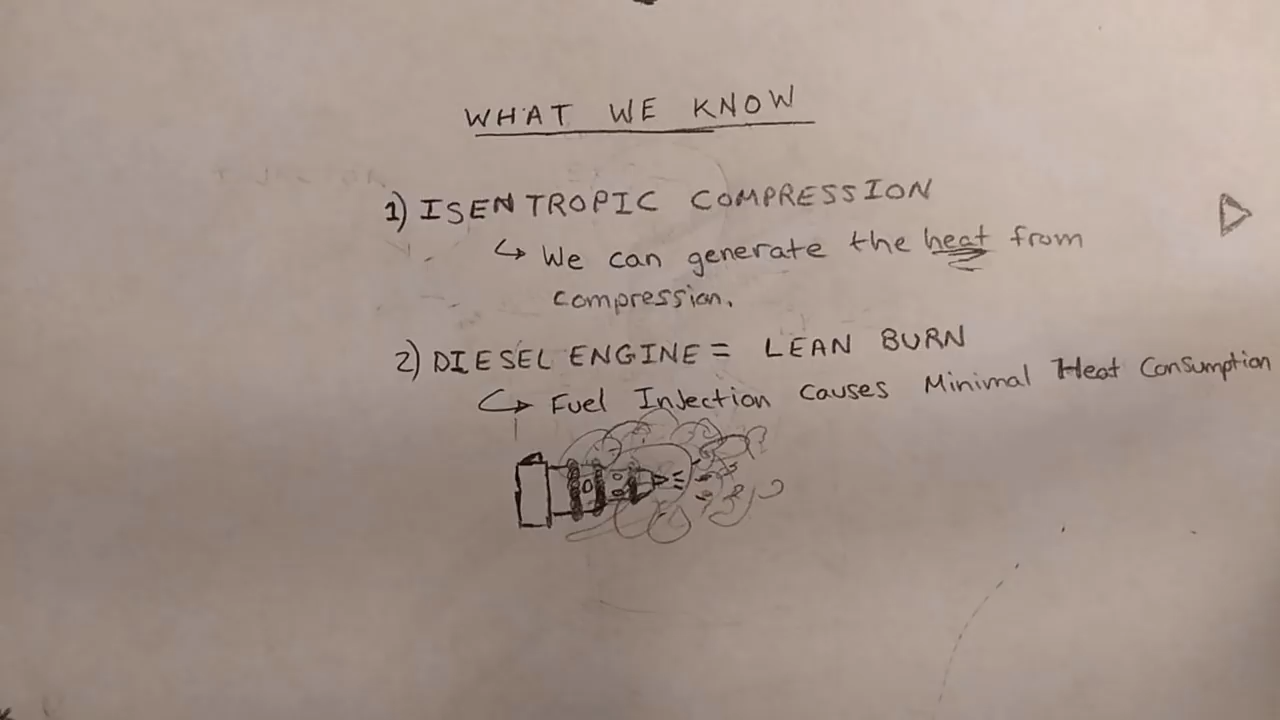 WHAT WE KNOW
1) ISENTROPIC COMPRESSION
↳ We can generate the heat from
compression.
2) DIESEL ENGINE = LEAN BURN
↳ Fuel Injection causes Minimal Heat Consumption